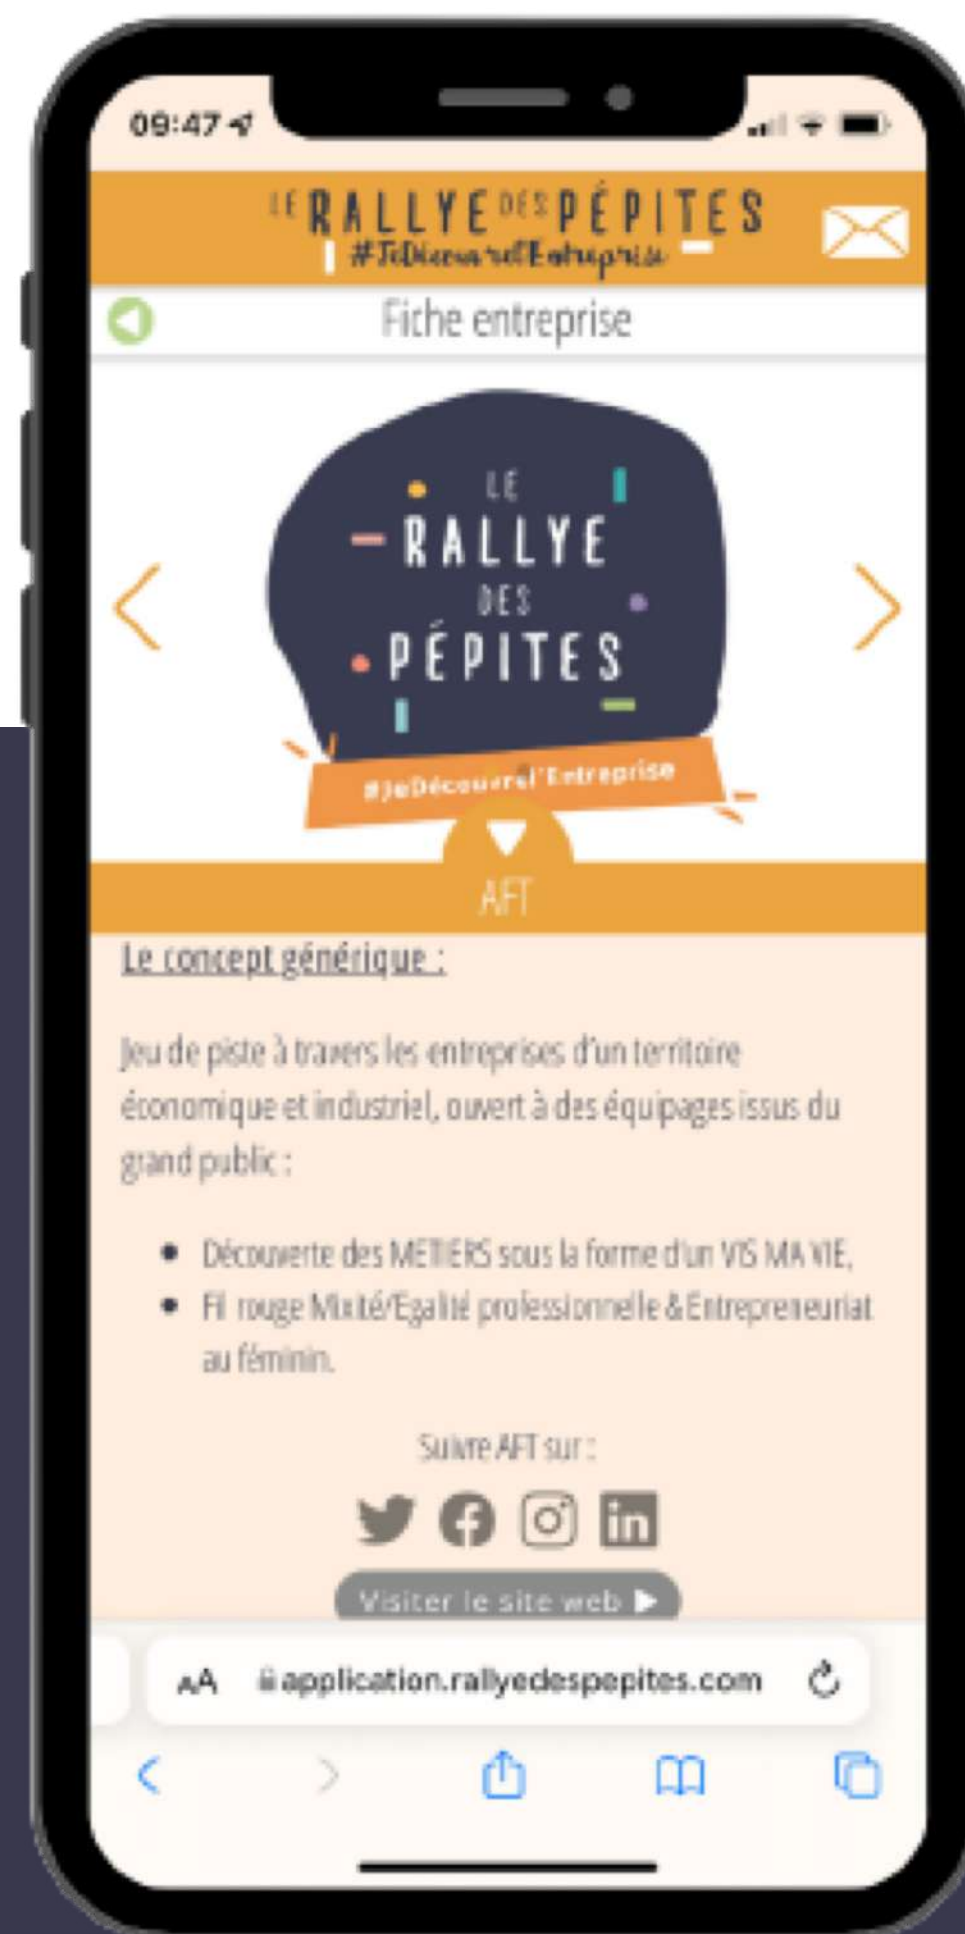 09:47
LE RALLYE DES PÉPITES
#JeDécouvrel'Entreprise
Fiche entreprise
LE
RALLYE
DES
PÉPITES
#JeDécouvrel'Entreprise
AFT
Le concept générique :
Jeu de piste à travers les entreprises d'un territoire
économique et industriel, ouvert à des équipages issus du
grand public :
• Découverte des METIERS sous la forme d'un VIS MA VIE,
• Fil rouge Mixité/Egalité professionnelle & Entrepreneuriat
au féminin.
Suivre AFT sur :
Visiter le site web
AA application.rallyedespepites.com